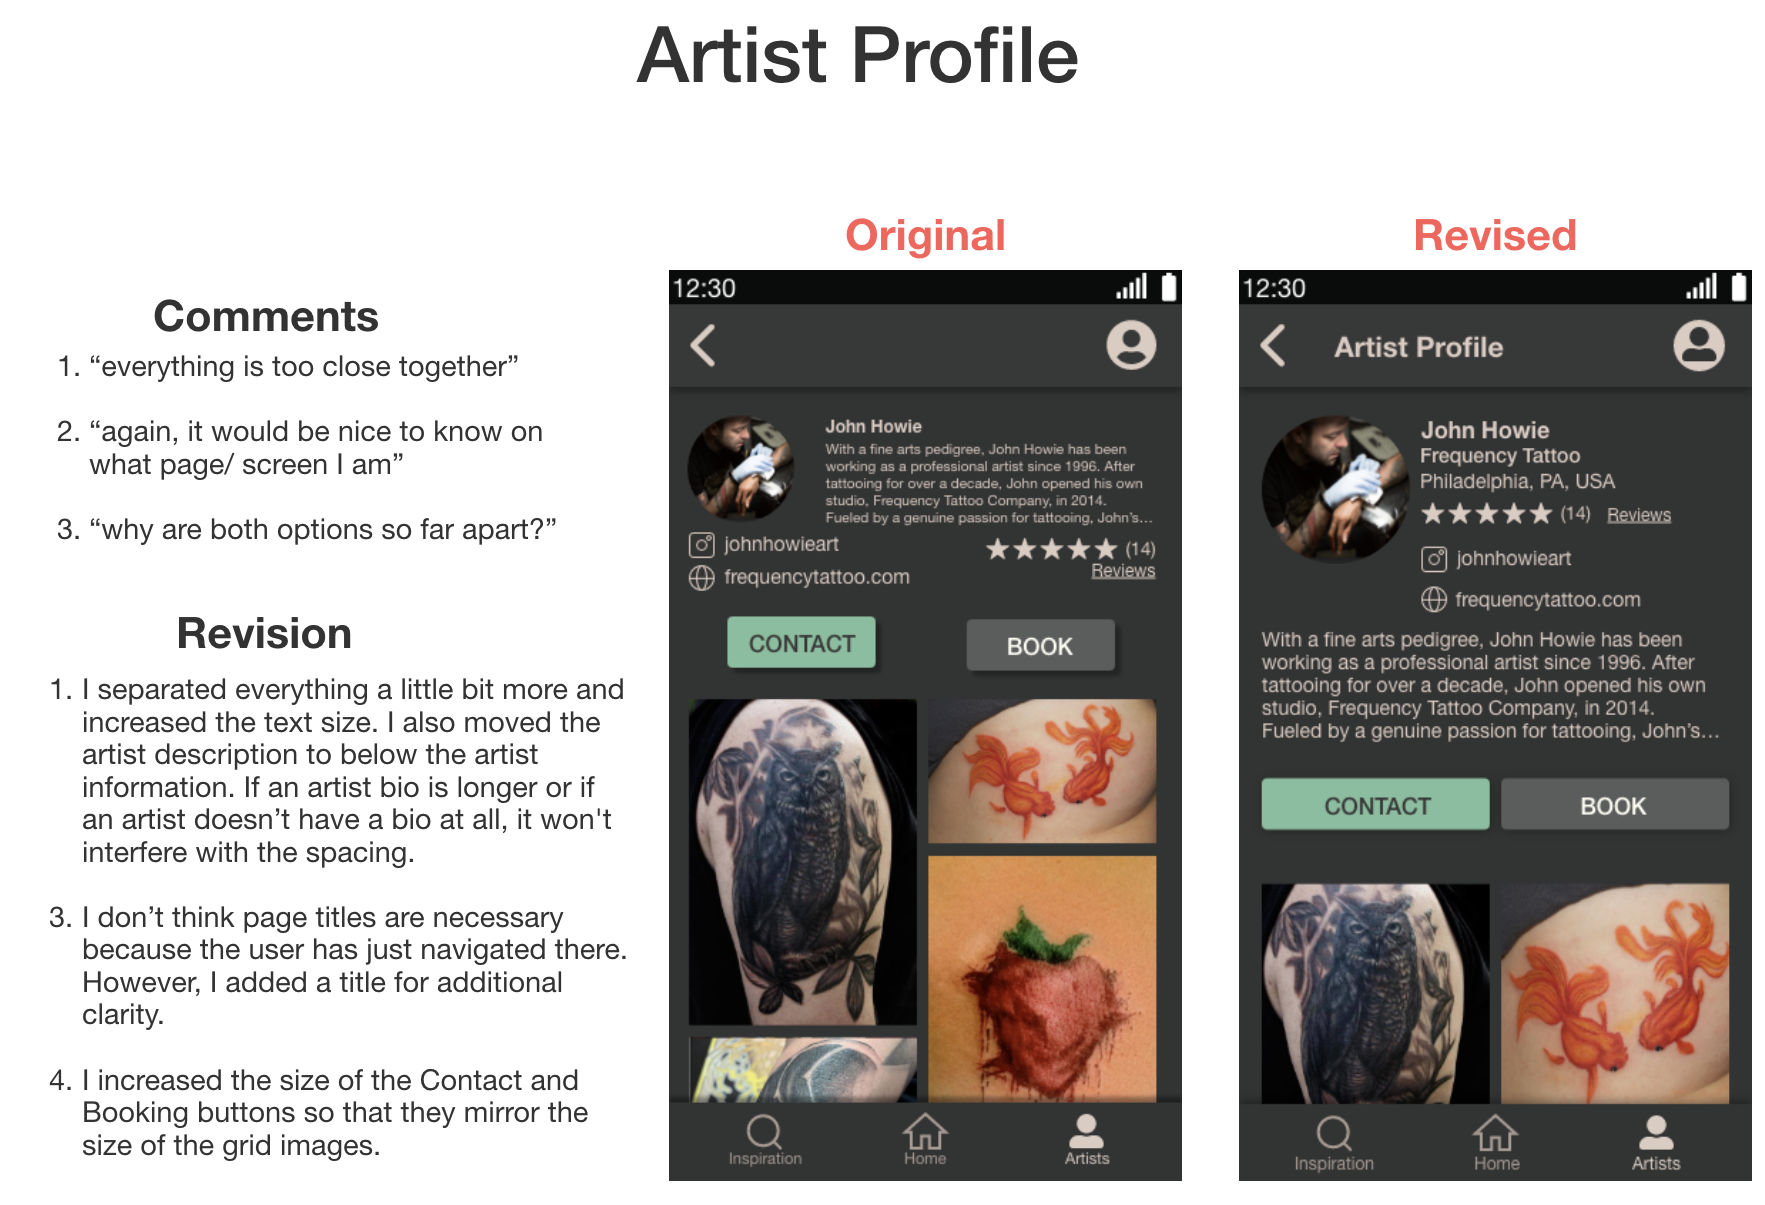 Artist Profile
Comments
1. “everything is too close together”
2. “again, it would be nice to know on
what page/ screen I am”
3. “why are both options so far apart?”
Revision
1. I separated everything a little bit more and
increased the text size. I also moved the
artist description to below the artist
information. If an artist bio is longer or if
an artist doesn’t have a bio at all, it won't
interfere with the spacing.
3. I don’t think page titles are necessary
because the user has just navigated there.
However, I added a title for additional
clarity.
4. I increased the size of the Contact and
Booking buttons so that they mirror the
size of the grid images.
Original
12:30
John Howie
With a fine arts pedigree, John Howie has been
working as a professional artist since 1996. After
tattooing for over a decade, John opened his own
studio, Frequency Tattoo Company, in 2014.
Fueled by a genuine passion for tattooing, John’s...
johnhowieart
(14)
Reviews
frequencytattoo.com
CONTACT
BOOK
Inspiration
Home
Artists
Revised
12:30
Artist Profile
John Howie
Frequency Tattoo
Philadelphia, PA, USA
(14) Reviews
johnhowieart
frequencytattoo.com
With a fine arts pedigree, John Howie has been
working as a professional artist since 1996. After
tattooing for over a decade, John opened his own
studio, Frequency Tattoo Company, in 2014.
Fueled by a genuine passion for tattooing, John’s...
CONTACT
BOOK
Inspiration
Home
Artists